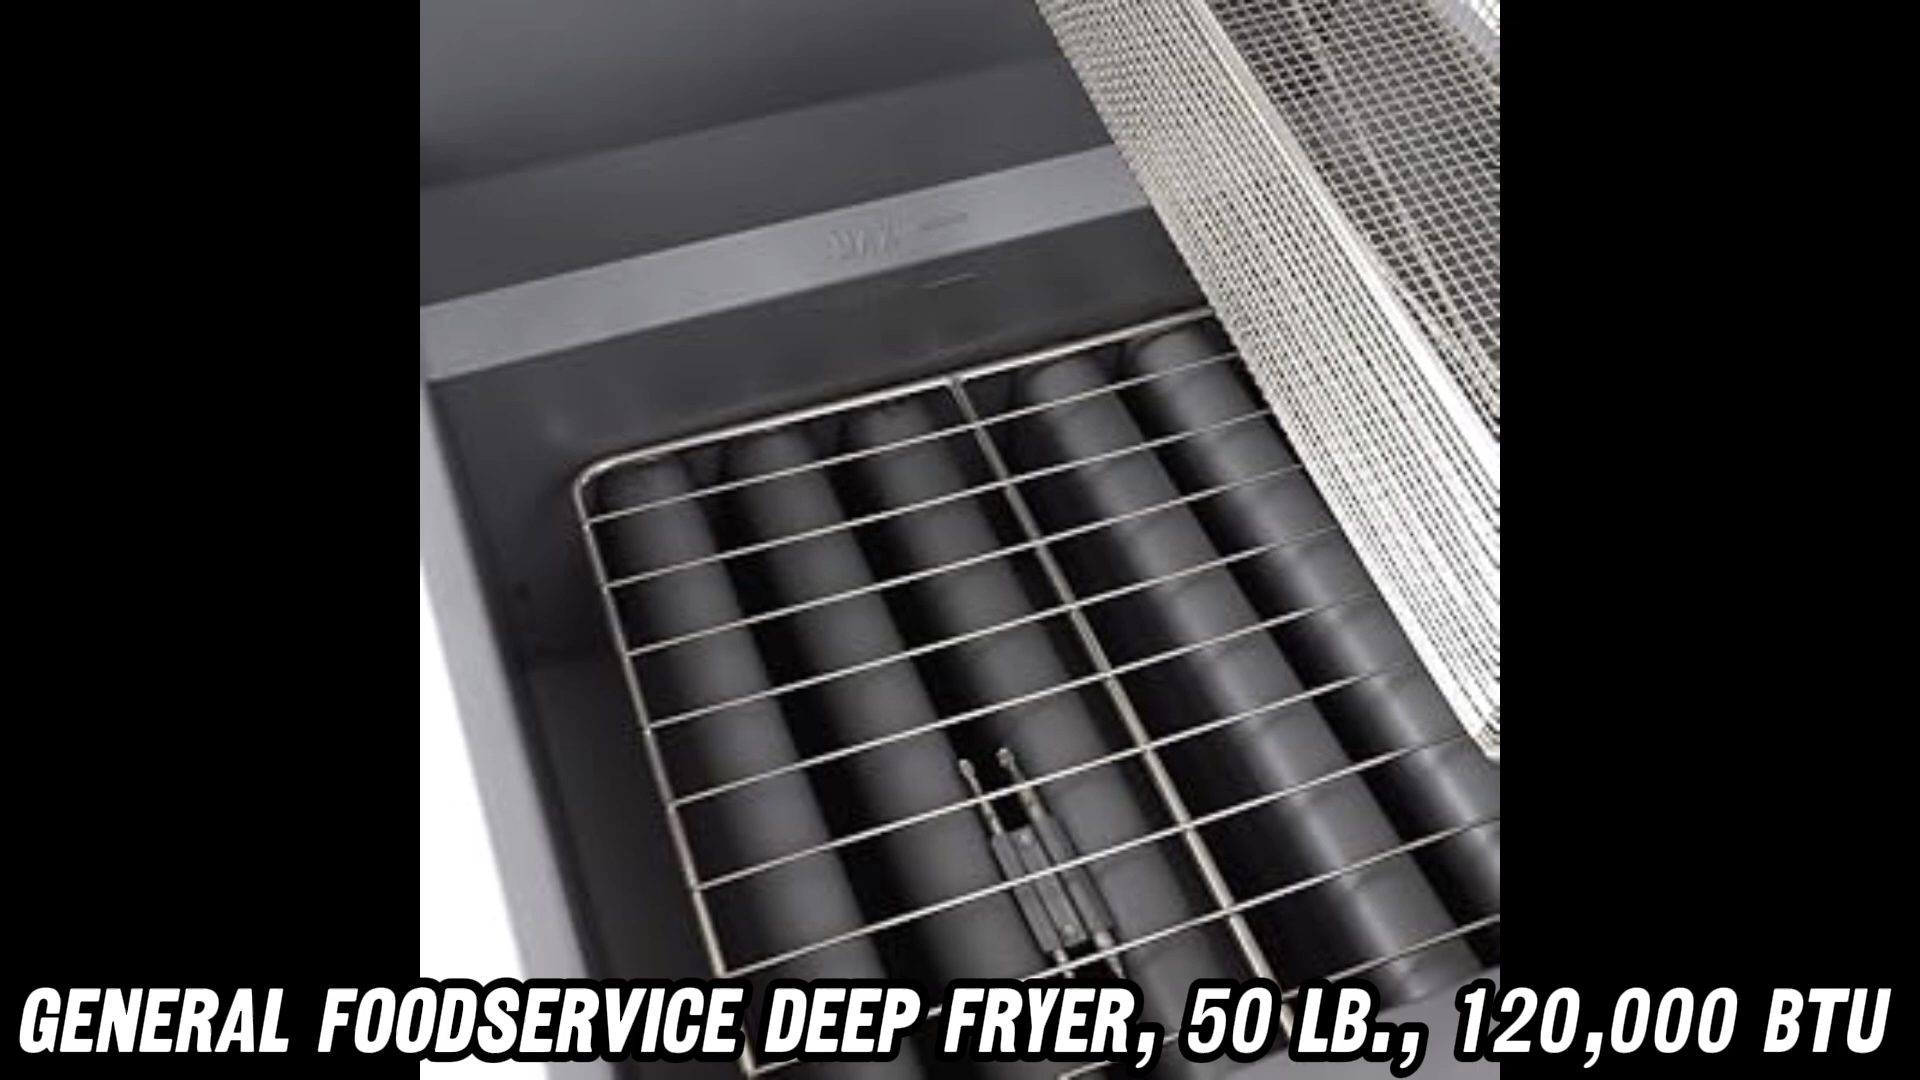 GENERAL FOODSERVICE DEEP FRYER, 50 LB., 120,000 BTU